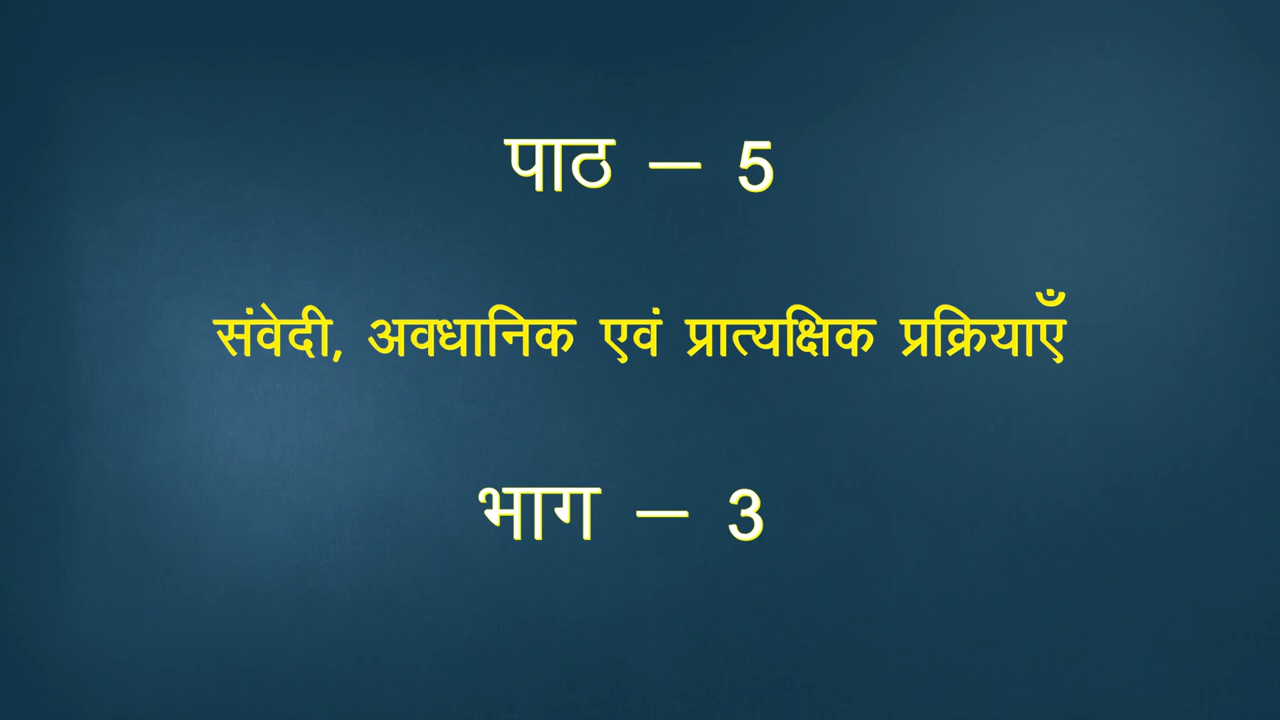 पाठ – 5
संवेदी, अवधानिक एवं प्रात्यक्षिक प्रक्रियाएँ
भाग – 3